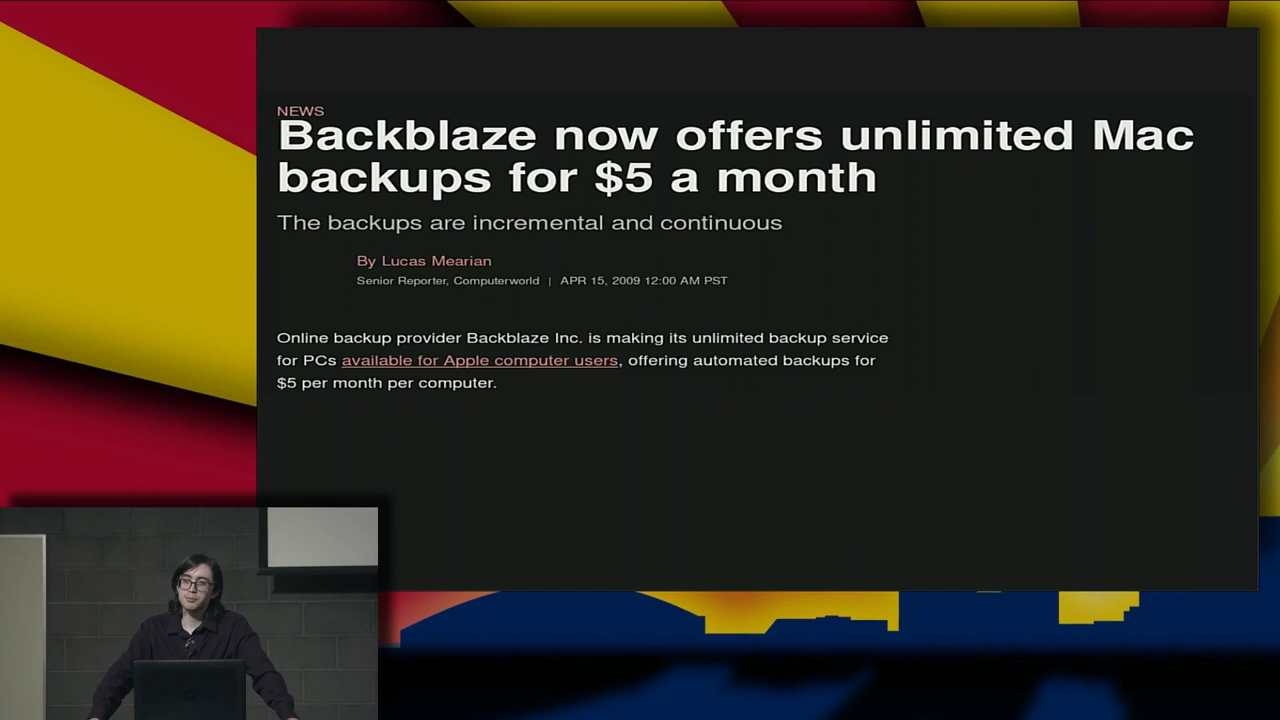 NEWS
Backblaze now offers unlimited Mac
backups for $5 a month
The backups are incremental and continuous
By Lucas Mearian
Senior Reporter, Computerworld | APR 15, 2009 12:00 AM PST
Online backup provider Backblaze Inc. is making its unlimited backup service
for PCs available for Apple computer users, offering automated backups for
$5 per month per computer.